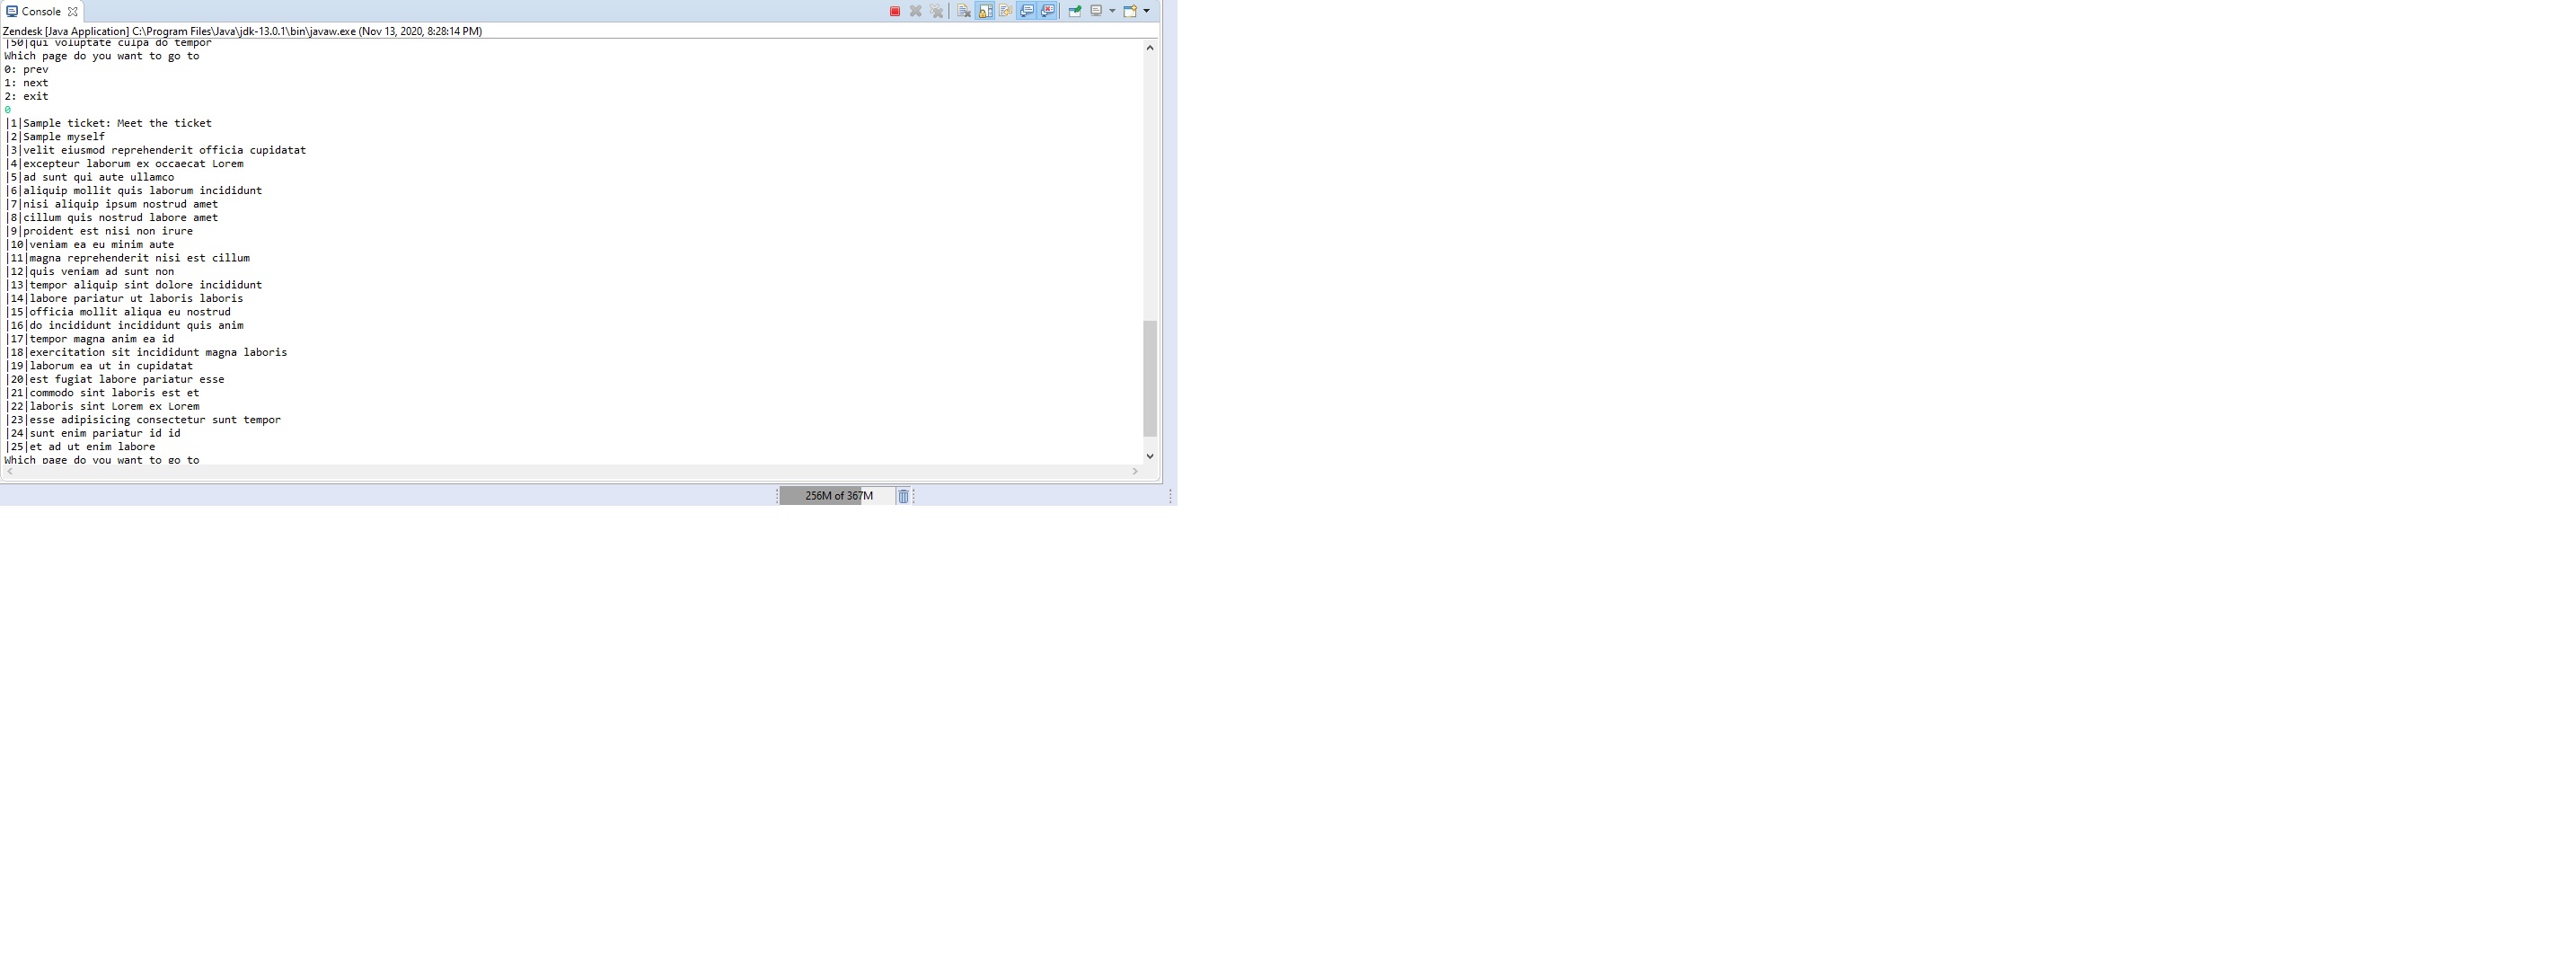 Console
Zendesk [Java Application] C:\Program Files\Java\jdk-13.0.1\bin\javaw.exe (Nov 13, 2020, 8:28:14 PM)
|50|qui voluptate culpa do tempor
Which page do you want to go to
0: prev
1: next
2: exit
0
|1|Sample ticket: Meet the ticket
|2|Sample myself
|3|velit eiusmod reprehenderit officia cupidatat
|4|excepteur laborum ex occaecat Lorem
|5|ad sunt qui aute ullamco
|6|aliquip mollit quis laborum incididunt
|7|nisi aliquip ipsum nostrud amet
|8|cillum quis nostrud labore amet
|9|proident est nisi non irure
|10|veniam ea eu minim aute
|11|magna reprehenderit nisi est cillum
|12|quis veniam ad sunt non
|13|tempor aliquip sint dolore incididunt
|14|labore pariatur ut laboris laboris
|15|officia mollit aliqua eu nostrud
|16|do incididunt incididunt quis anim
|17|tempor magna anim ea id
|18|exercitation sit incididunt magna laboris
|19|laborum ea ut in cupidatat
|20|est fugiat labore pariatur esse
|21|commodo sint laboris est et
|22|laboris sint Lorem ex Lorem
|23|esse adipisicing consectetur sunt tempor
|24|sunt enim pariatur id id
|25|et ad ut enim labore
Which page do you want to go to
256M of 367M